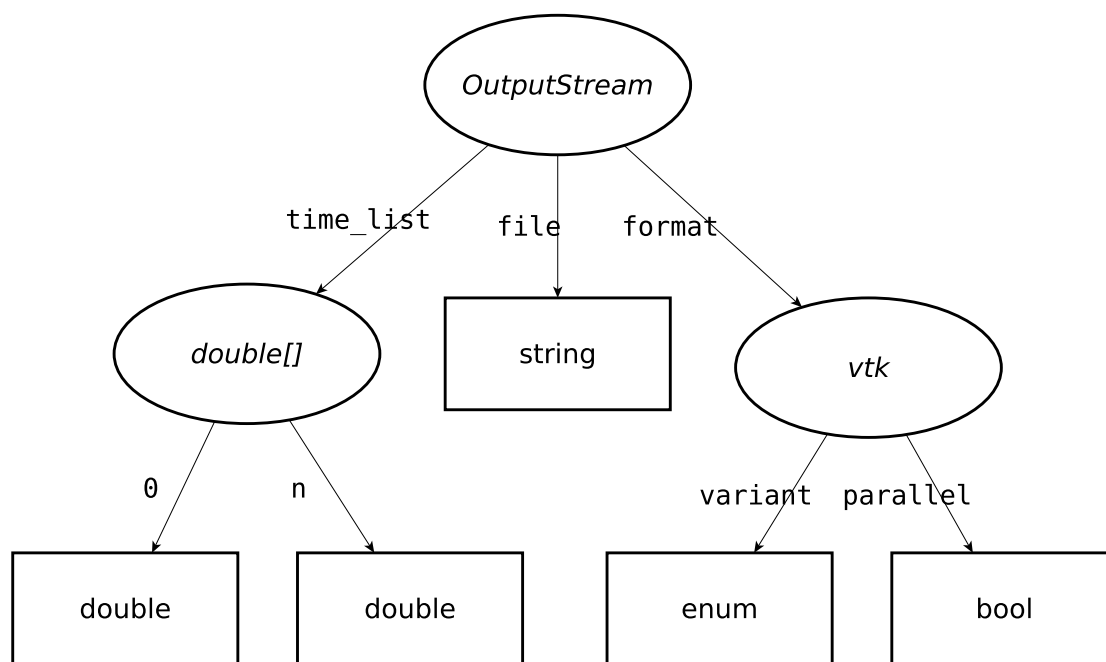 OutputStream
time_list
file
format
double[]
string
vtk
0
n
variant
parallel
double
double
enum
bool